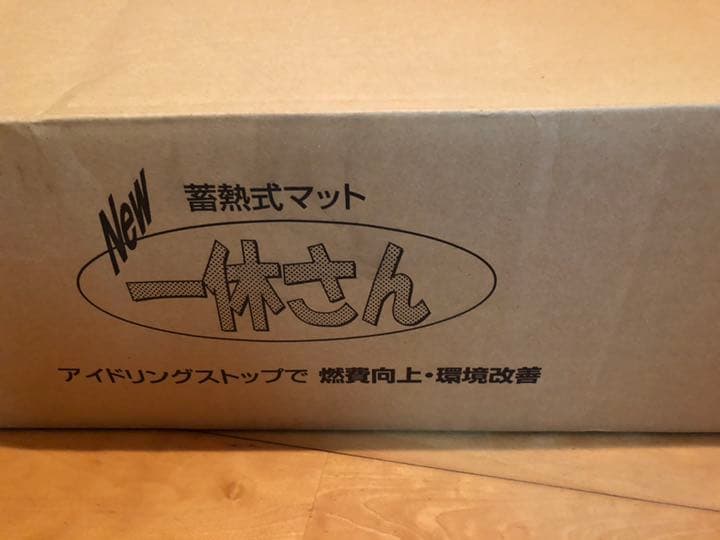 蓄熱式マット
New
一休さん
アイドリングストップで 燃費向上・環境改善